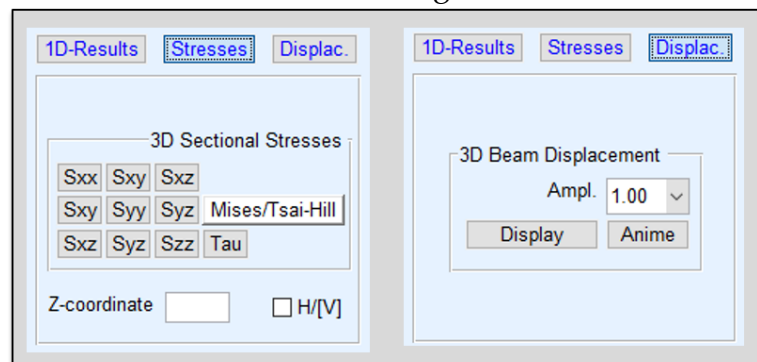 1D-Results Stresses Displac.
3D Sectional Stresses
Sxx Sxy Sxz
Sxy Syy Syz Mises/Tsai-Hill
Sxz Syz Szz Tau
Z-coordinate H/[V]
1D-Results Stresses Displac.
3D Beam Displacement
Ampl. 1.00
Display Anime